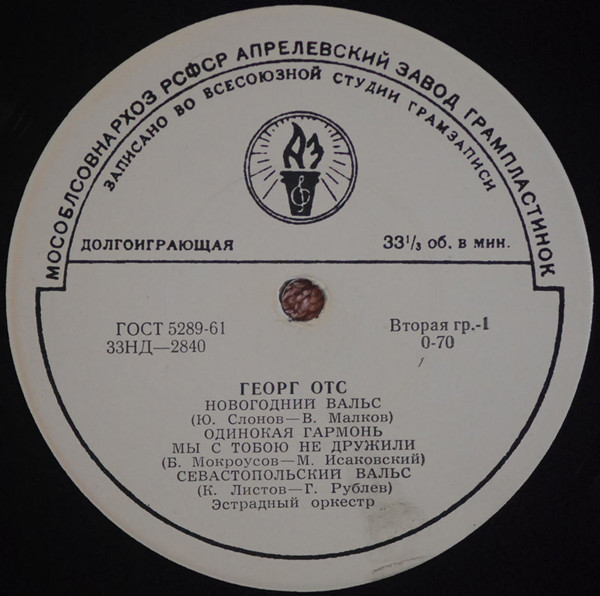 МОСОБЛСОВНАРХОЗ РСФСР АПРЕЛЕВСКИЙ ЗАВОД ГРАМПЛАСТИНОК
ЗАПИСАНО ВО ВСЕСОЮЗНОЙ СТУДИИ ГРАМЗАПИСИ
АЗ
ДОЛГОИГРАЮЩАЯ 33⅓ об. в мин.
ГОСТ 5289-61 Вторая гр.-1
33НД—2840 0-70
ГЕОРГ ОТС
НОВОГОДНИЙ ВАЛЬС
(Ю. Слонов—В. Малков)
ОДИНОКАЯ ГАРМОНЬ
МЫ С ТОБОЮ НЕ ДРУЖИЛИ
(Б. Мокроусов—М. Исаковский)
СЕВАСТОПОЛЬСКИЙ ВАЛЬС
(К. Листов—Г. Рублев)
Эстрадный оркестр